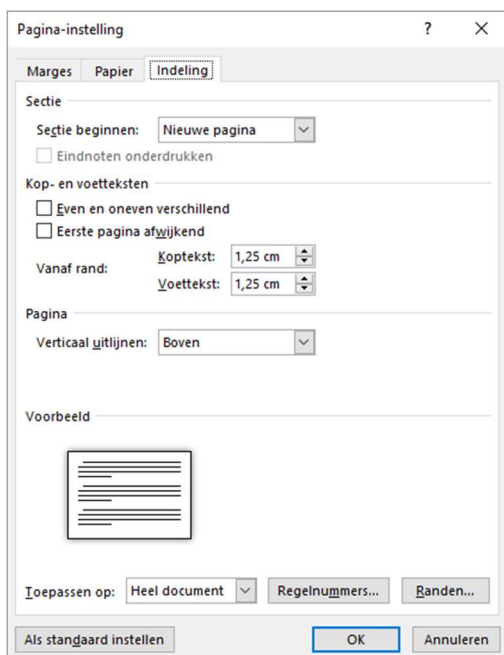 Pagina-instelling ? ×
Marges Papier Indeling
Sectie
Sectie beginnen: Nieuwe pagina
Eindnoten onderdrukken
Kop- en voetteksten
Even en oneven verschillend
Eerste pagina afwijkend
Vanaf rand: Koptekst: 1,25 cm
Voettekst: 1,25 cm
Pagina
Verticaal uitlijnen: Boven
Voorbeeld
Toepassen op: Heel document Regelnummers... Randen...
Als standaard instellen OK Annuleren